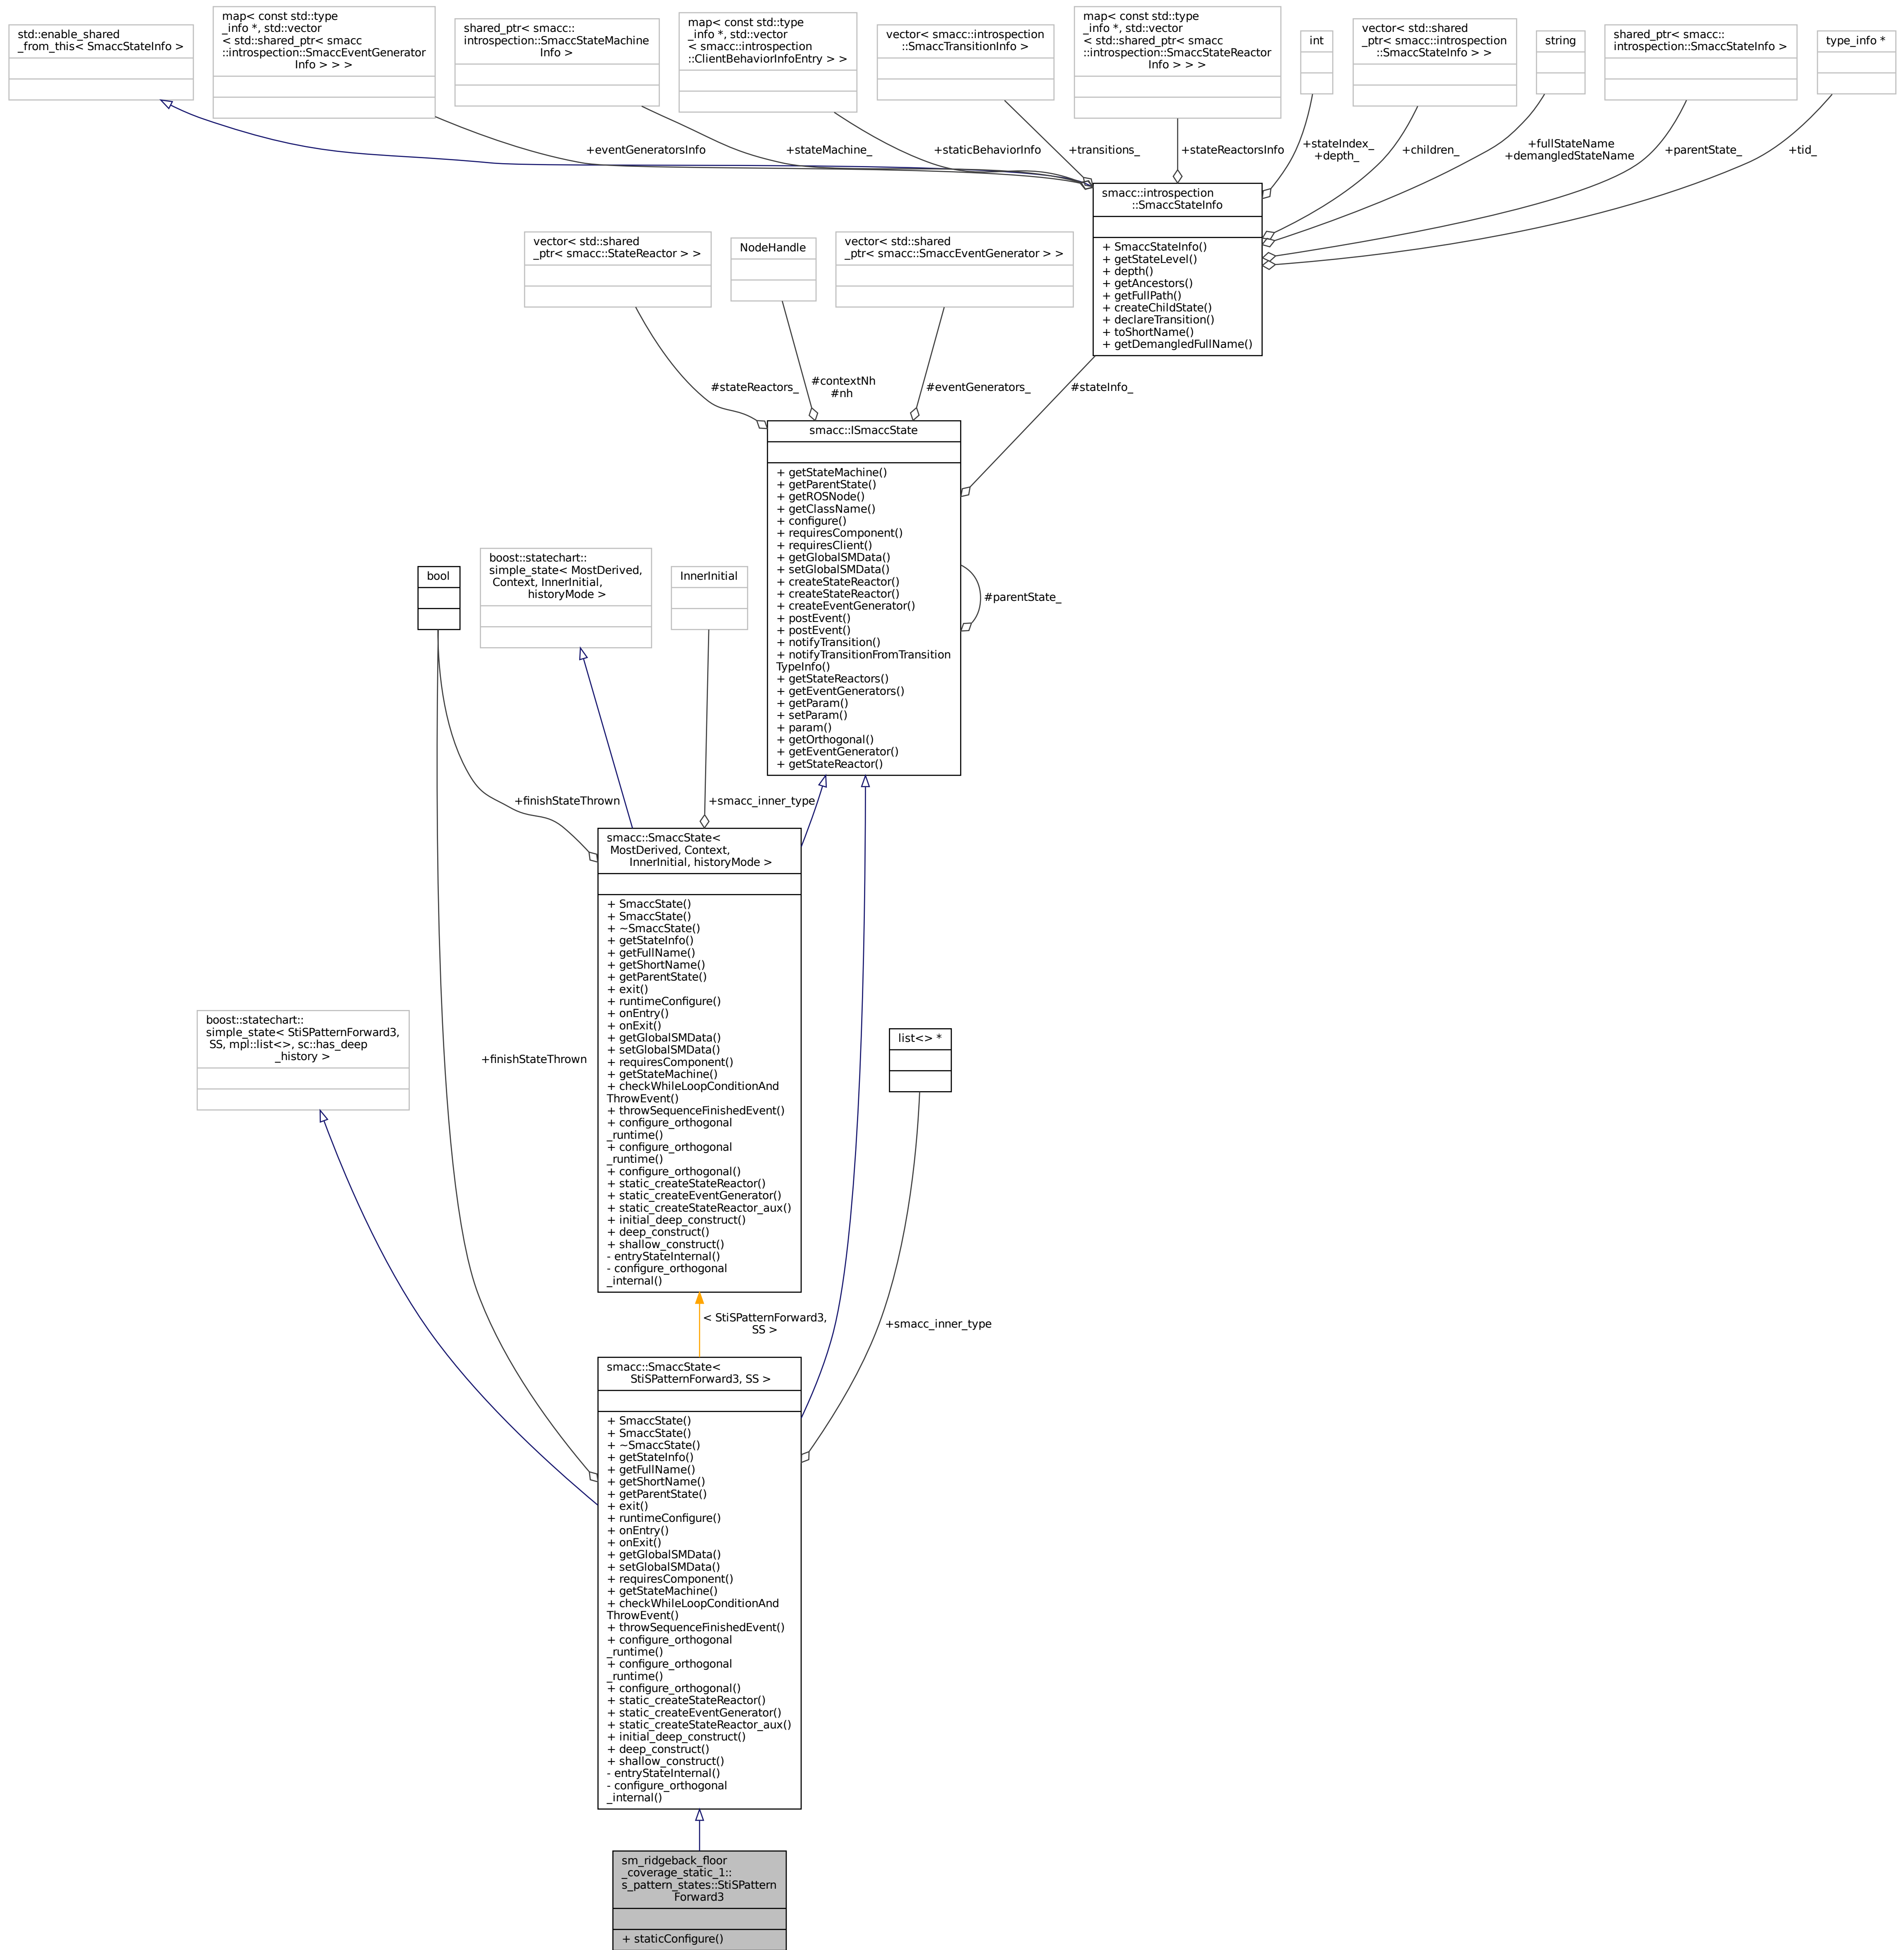 std::enable_shared
_from_this< SmaccStateInfo >
map< const std::type
_info *, std::vector
< std::shared_ptr< smacc
::introspection::SmaccEventGenerator
Info > > >
shared_ptr< smacc::
introspection::SmaccStateMachine
Info >
map< const std::type
_info *, std::vector
< smacc::introspection
::ClientBehaviorInfoEntry > >
vector< smacc::introspection
::SmaccTransitionInfo >
map< const std::type
_info *, std::vector
< std::shared_ptr< smacc
::introspection::SmaccStateReactor
Info > > >
int
vector< std::shared
_ptr< smacc::introspection
::SmaccStateInfo > >
string
shared_ptr< smacc::
introspection::SmaccStateInfo >
type_info *
+eventGeneratorsInfo
+stateMachine_
+staticBehaviorInfo
+transitions_
+stateReactorsInfo
+stateIndex_
+depth_
+children_
+fullStateName
+demangledStateName
+parentState_
+tid_
smacc::introspection
::SmaccStateInfo
+ SmaccStateInfo()
+ getStateLevel()
+ depth()
+ getAncestors()
+ getFullPath()
+ createChildState()
+ declareTransition()
+ toShortName()
+ getDemangledFullName()
vector< std::shared
_ptr< smacc::StateReactor > >
NodeHandle
vector< std::shared
_ptr< smacc::SmaccEventGenerator > >
#stateReactors_
#contextNh
#nh
#eventGenerators_
#stateInfo_
smacc::ISmaccState
+ getStateMachine()
+ getParentState()
+ getROSNode()
+ getClassName()
+ configure()
+ requiresComponent()
+ requiresClient()
+ getGlobalSMData()
+ setGlobalSMData()
+ createStateReactor()
+ createStateReactor()
+ createEventGenerator()
+ postEvent()
+ postEvent()
+ notifyTransition()
+ notifyTransitionFromTransition
TypeInfo()
+ getStateReactors()
+ getEventGenerators()
+ getParam()
+ setParam()
+ param()
+ getOrthogonal()
+ getEventGenerator()
+ getStateReactor()
#parentState_
bool
boost::statechart::
simple_state< MostDerived,
Context, InnerInitial,
historyMode >
InnerInitial
+finishStateThrown
+smacc_inner_type
smacc::SmaccState<
MostDerived, Context,
InnerInitial, historyMode >
+ SmaccState()
+ SmaccState()
+ ~SmaccState()
+ getStateInfo()
+ getFullName()
+ getShortName()
+ getParentState()
+ exit()
+ runtimeConfigure()
+ onEntry()
+ onExit()
+ getGlobalSMData()
+ setGlobalSMData()
+ requiresComponent()
+ getStateMachine()
+ checkWhileLoopConditionAnd
ThrowEvent()
+ throwSequenceFinishedEvent()
+ configure_orthogonal
_runtime()
+ configure_orthogonal
_runtime()
+ configure_orthogonal()
+ static_createStateReactor()
+ static_createEventGenerator()
+ static_createStateReactor_aux()
+ initial_deep_construct()
+ deep_construct()
+ shallow_construct()
- entryStateInternal()
- configure_orthogonal
_internal()
boost::statechart::
simple_state< StiSPatternForward3,
SS, mpl::list<>, sc::has_deep
_history >
+finishStateThrown
list<> *
< StiSPatternForward3,
SS >
+smacc_inner_type
smacc::SmaccState<
StiSPatternForward3, SS >
+ SmaccState()
+ SmaccState()
+ ~SmaccState()
+ getStateInfo()
+ getFullName()
+ getShortName()
+ getParentState()
+ exit()
+ runtimeConfigure()
+ onEntry()
+ onExit()
+ getGlobalSMData()
+ setGlobalSMData()
+ requiresComponent()
+ getStateMachine()
+ checkWhileLoopConditionAnd
ThrowEvent()
+ throwSequenceFinishedEvent()
+ configure_orthogonal
_runtime()
+ configure_orthogonal
_runtime()
+ configure_orthogonal()
+ static_createStateReactor()
+ static_createEventGenerator()
+ static_createStateReactor_aux()
+ initial_deep_construct()
+ deep_construct()
+ shallow_construct()
- entryStateInternal()
- configure_orthogonal
_internal()
sm_ridgeback_floor
_coverage_static_1::
s_pattern_states::StiSPattern
Forward3
+ staticConfigure()